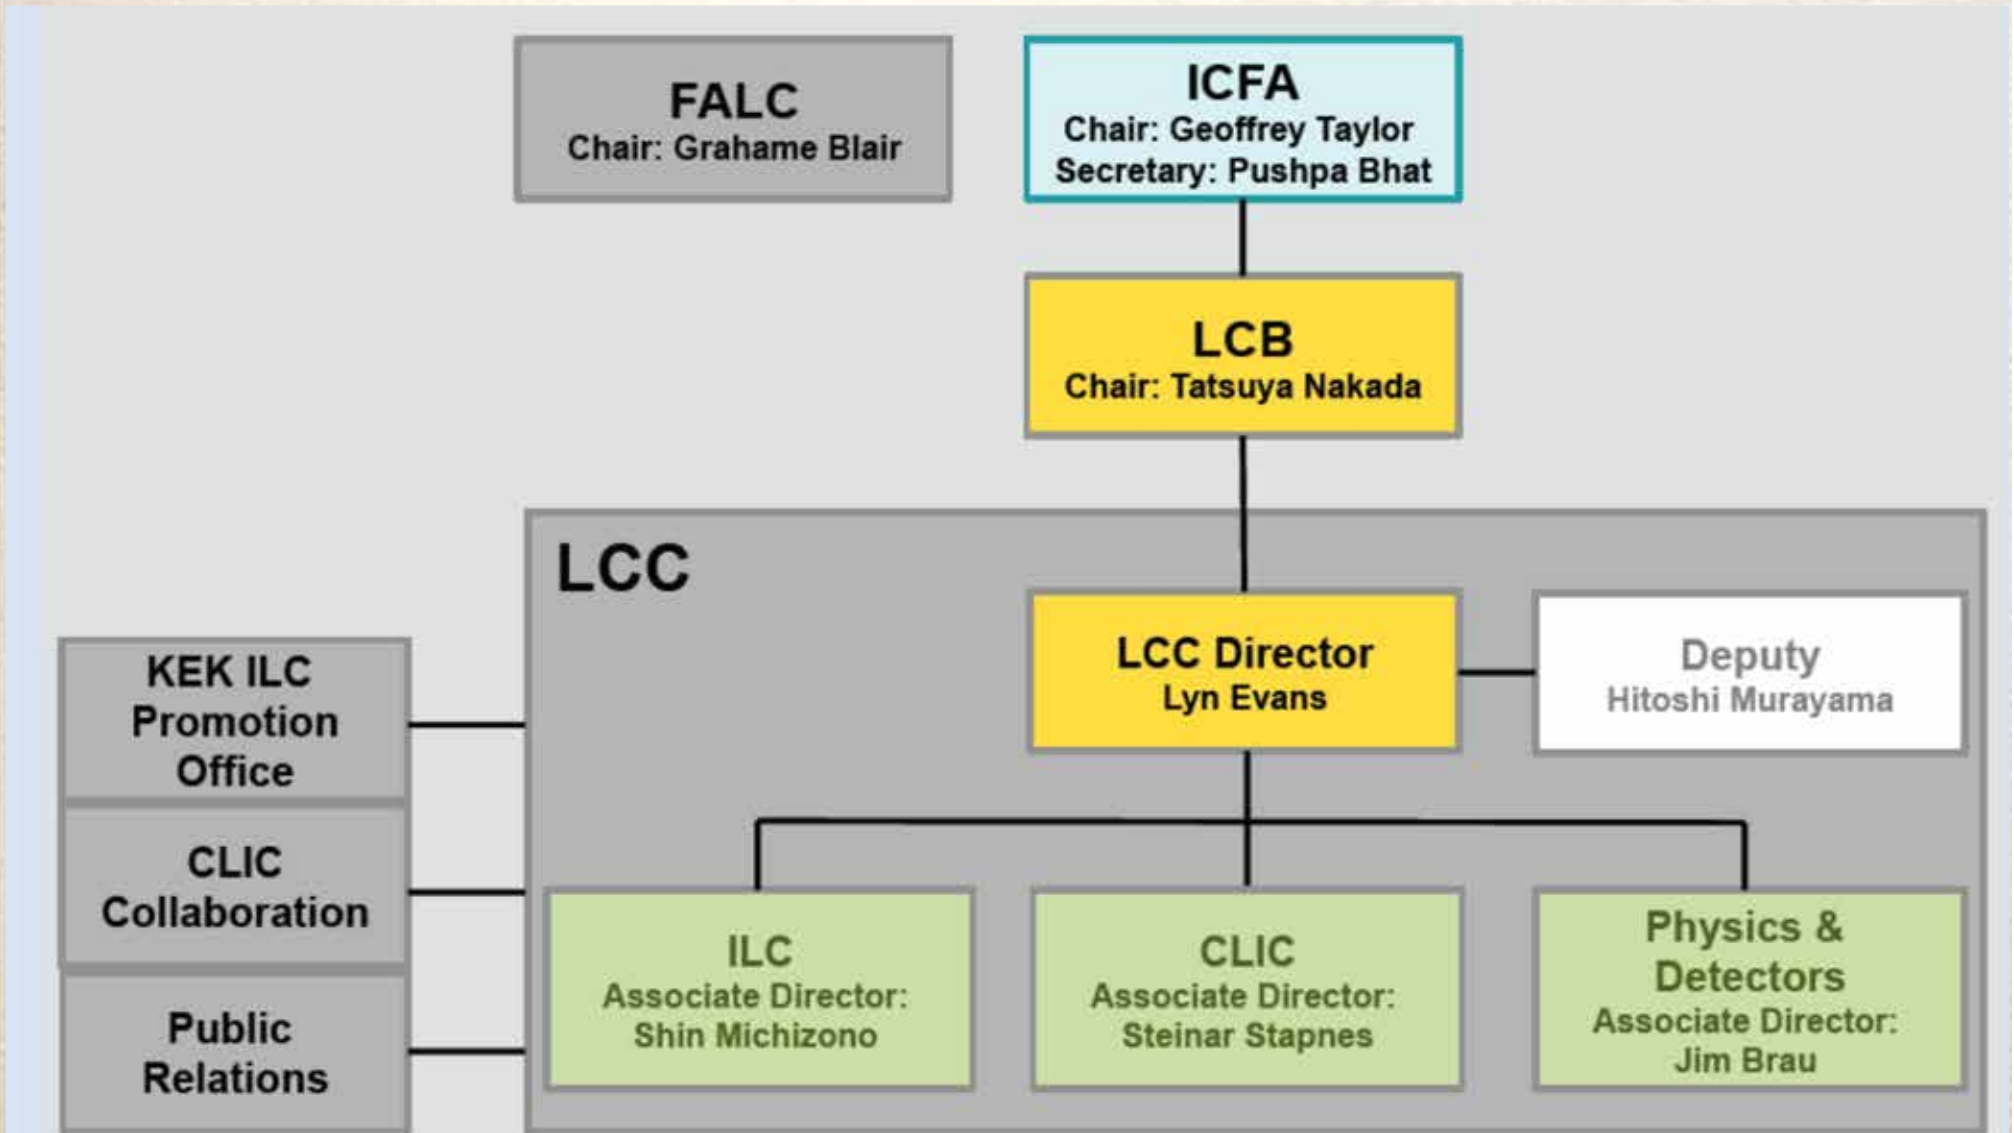 FALC
Chair: Grahame Blair
ICFA
Chair: Geoffrey Taylor
Secretary: Pushpa Bhat
LCB
Chair: Tatsuya Nakada
LCC
LCC Director
Lyn Evans
Deputy
Hitoshi Murayama
KEK ILC
Promotion
Office
CLIC
Collaboration
Public
Relations
ILC
Associate Director:
Shin Michizono
CLIC
Associate Director:
Steinar Stapnes
Physics &
Detectors
Associate Director:
Jim Brau